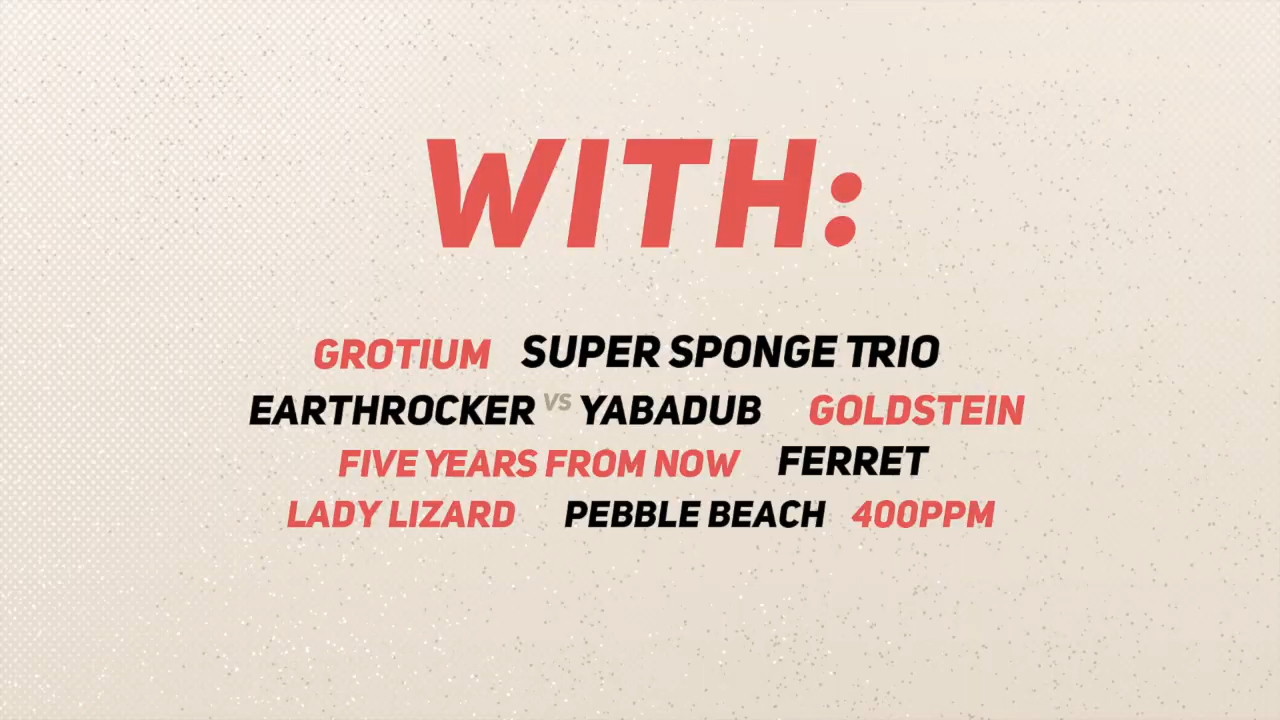 WITH:
GROTIUM SUPER SPONGE TRIO
EARTHROCKER VS YABADUB GOLDSTEIN
FIVE YEARS FROM NOW FERRET
LADY LIZARD PEBBLE BEACH 400PPM